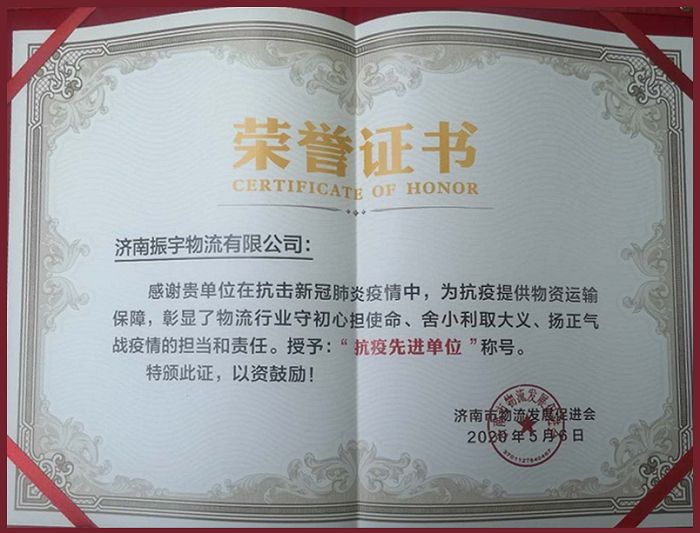 荣誉证书
CERTIFICATE OF HONOR
济南振宇物流有限公司：
感谢贵单位在抗击新冠肺炎疫情中，为抗疫提供物资运输
保障，彰显了物流行业守初心担使命、舍小利取大义、扬正气
战疫情的担当和责任。授予：“抗疫先进单位”称号。
特颁此证，以资鼓励！
济南市物流发展促进会
2020年5月6日